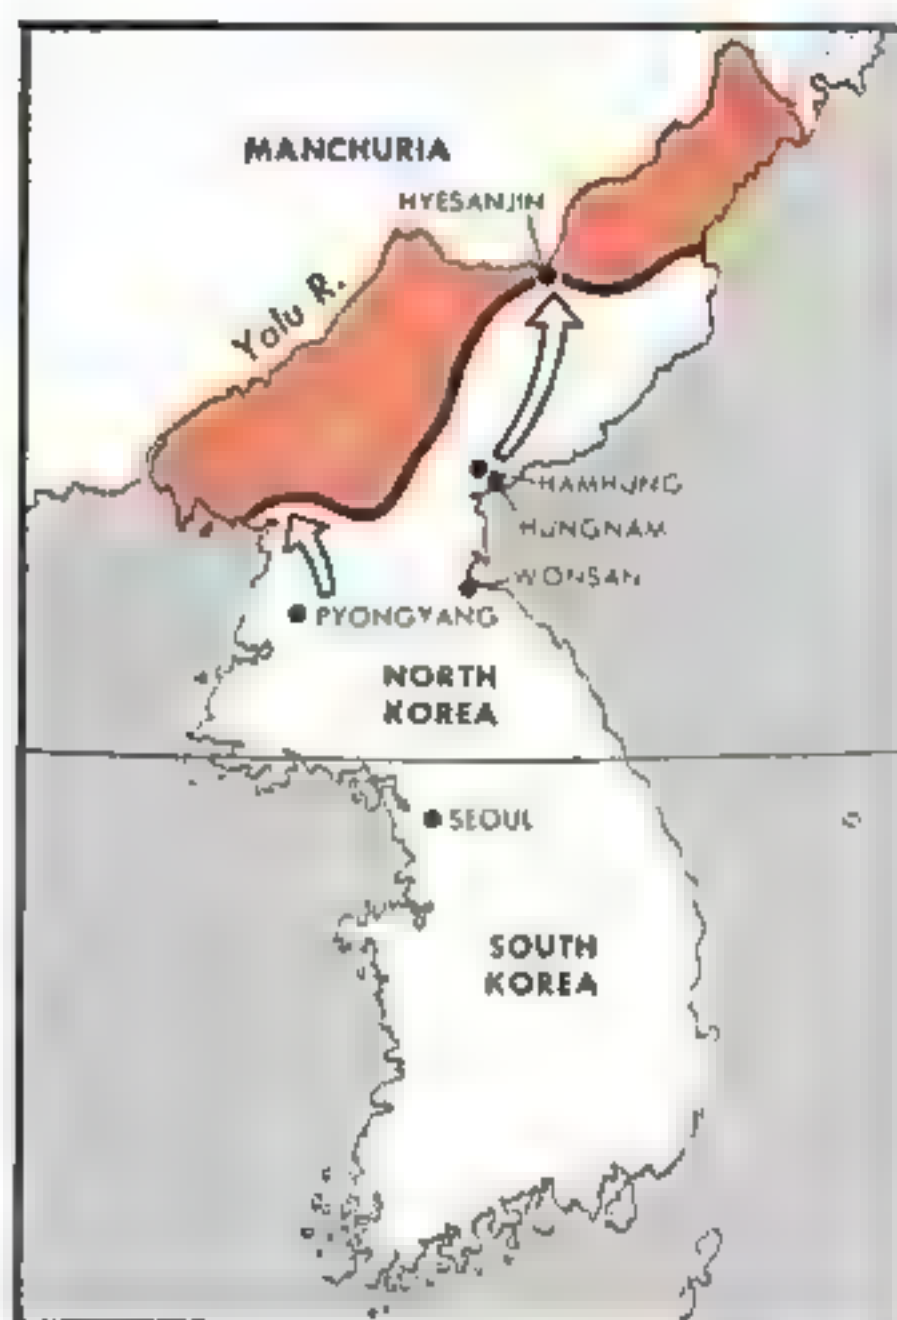 MANCHURIA
HYESANJIN
Yalu R.
HAMHUNG
HUNGNAM
WONSAN
PYONGYANG
NORTH
KOREA
SEOUL
SOUTH
KOREA